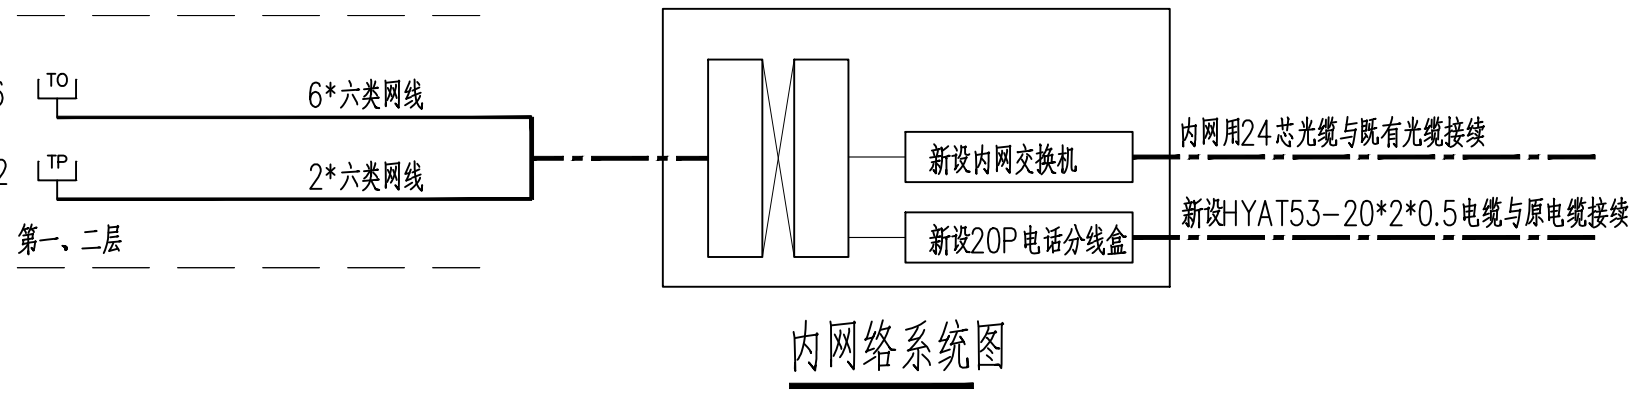 6 TO 6*六类网线
2 TP 2*六类网线
第一、二层
新设内网交换机
新设20P电话分线盒
内网用24芯光缆与既有光缆接续
新设HYAT53-20*2*0.5电缆与原电缆接续
内网络系统图